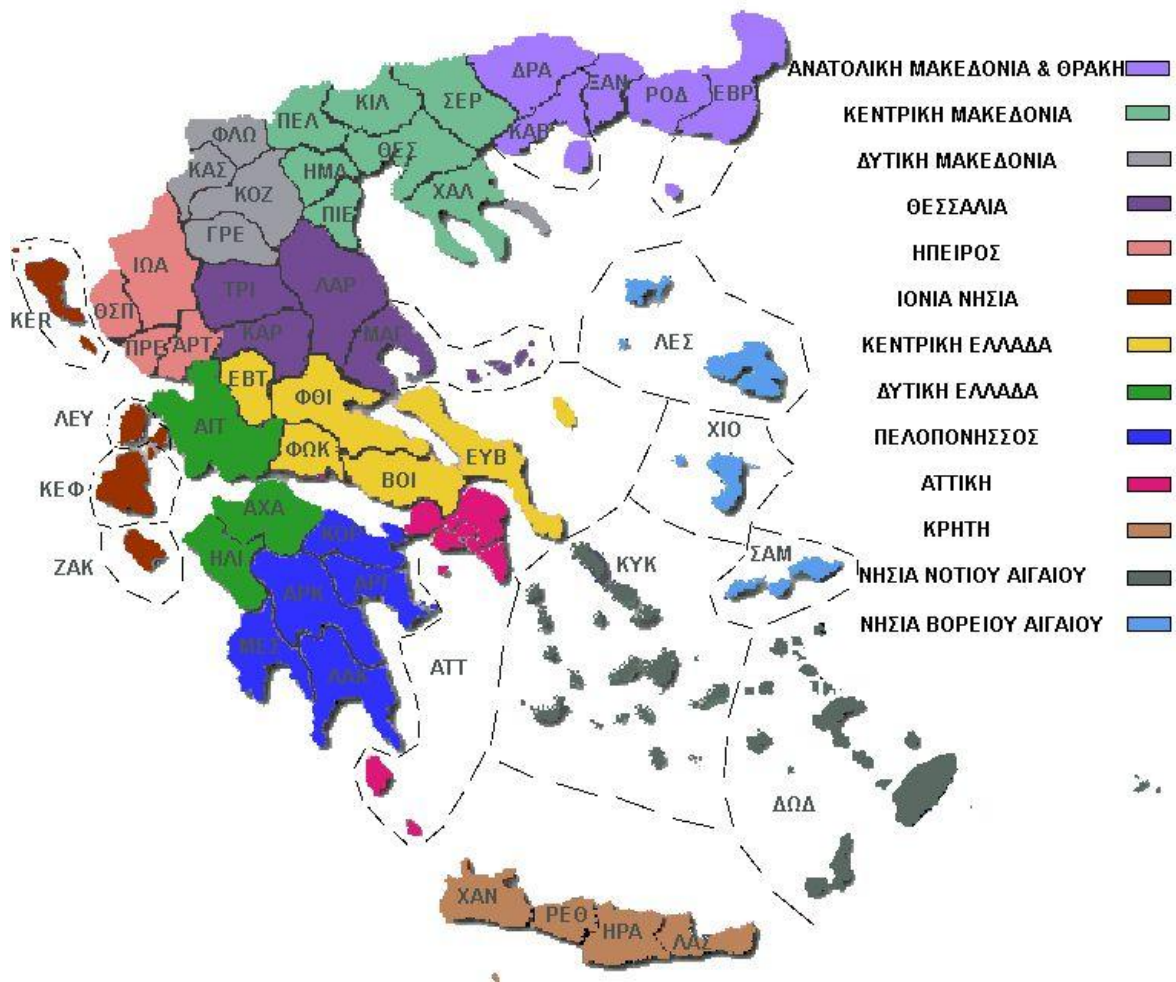 ΑΝΑΤΟΛΙΚΗ ΜΑΚΕΔΟΝΙΑ & ΘΡΑΚΗ
ΚΕΝΤΡΙΚΗ ΜΑΚΕΔΟΝΙΑ
ΔΥΤΙΚΗ ΜΑΚΕΔΟΝΙΑ
ΘΕΣΣΑΛΙΑ
ΗΠΕΙΡΟΣ
ΙΟΝΙΑ ΝΗΣΙΑ
ΚΕΝΤΡΙΚΗ ΕΛΛΑΔΑ
ΔΥΤΙΚΗ ΕΛΛΑΔΑ
ΠΕΛΟΠΟΝΗΣΣΟΣ
ΑΤΤΙΚΗ
ΚΡΗΤΗ
ΝΗΣΙΑ ΝΟΤΙΟΥ ΑΙΓΑΙΟΥ
ΝΗΣΙΑ ΒΟΡΕΙΟΥ ΑΙΓΑΙΟΥ
ΔΡΑ
ΞΑΝ
ΡΟΔ
ΕΒΡ
ΚΑΒ
ΣΕΡ
ΚΙΛ
ΠΕΛ
ΘΕΣ
ΗΜΑ
ΧΑΛ
ΠΙΕ
ΦΛΩ
ΚΑΣ
ΚΟΖ
ΓΡΕ
ΙΩΑ
ΘΣΠ
ΠΡΕ
ΑΡΤ
ΚΕR
ΤΡΙ
ΛΑΡ
ΚΑΡ
ΜΑΓ
ΛΕΣ
ΕΒΤ
ΦΘΙ
ΦΩΚ
ΒΟΙ
ΕΥΒ
ΧΙΟ
ΛΕΥ
ΑΙΤ
ΚΕΦ
ΖΑΚ
ΑΧΑ
ΗΛΙ
ΚΟΡ
ΑΡΓ
ΑΡΚ
ΜΕΣ
ΛΑΚ
ΑΤΤ
ΚΥΚ
ΣΑΜ
ΔΩΔ
ΧΑΝ
ΡΕΘ
ΗΡΑ
ΛΑΣ